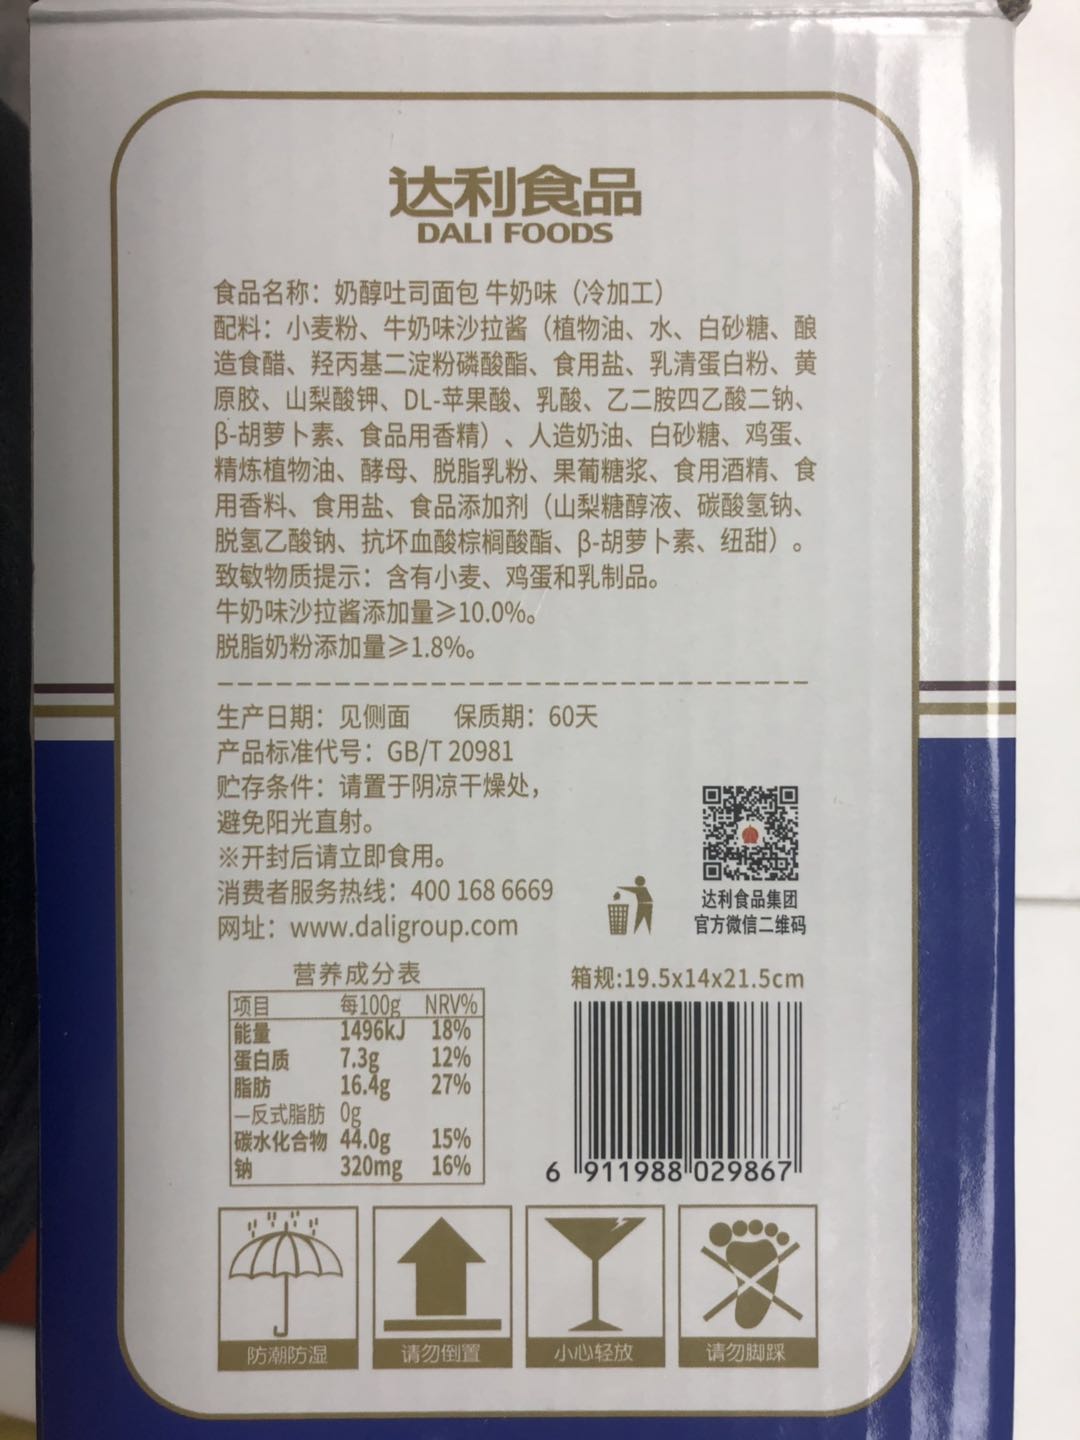 达利食品
DALI FOODS
食品名称：奶醇吐司面包 牛奶味（冷加工）
配料：小麦粉、牛奶味沙拉酱（植物油、水、白砂糖、酿
造食醋、羟丙基二淀粉磷酸酯、食用盐、乳清蛋白粉、黄
原胶、山梨酸钾、DL-苹果酸、乳酸、乙二胺四乙酸二钠、
β-胡萝卜素、食品用香精）、人造奶油、白砂糖、鸡蛋、
精炼植物油、酵母、脱脂乳粉、果葡糖浆、食用酒精、食
用香料、食用盐、食品添加剂（山梨糖醇液、碳酸氢钠、
脱氢乙酸钠、抗坏血酸棕榈酸酯、β-胡萝卜素、纽甜）。
致敏物质提示：含有小麦、鸡蛋和乳制品。
牛奶味沙拉酱添加量≥10.0%。
脱脂奶粉添加量≥1.8%。
生产日期：见侧面 保质期：60天
产品标准代号：GB/T 20981
贮存条件：请置于阴凉干燥处，
避免阳光直射。
※开封后请立即食用。
消费者服务热线：400 168 6669
网址：www.daligroup.com
达利食品集团
官方微信二维码
营养成分表
项目 每100g NRV%
能量 1496kJ 18%
蛋白质 7.3g 12%
脂肪 16.4g 27%
—反式脂肪 0g
碳水化合物 44.0g 15%
钠 320mg 16%
箱规:19.5x14x21.5cm
6 911988 029867
防潮防湿
请勿倒置
小心轻放
请勿脚踩